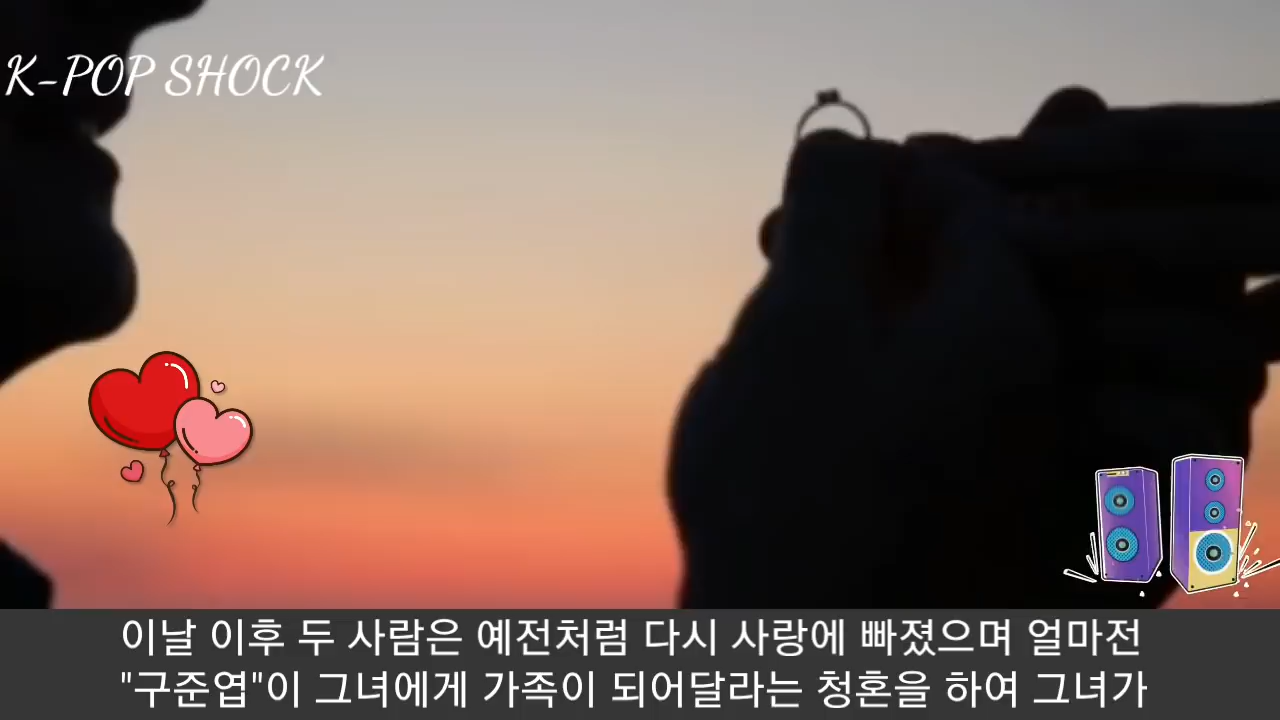 K-POP SHOCK
이날 이후 두 사람은 예전처럼 다시 사랑에 빠졌으며 얼마전
"구준엽"이 그녀에게 가족이 되어달라는 청혼을 하여 그녀가